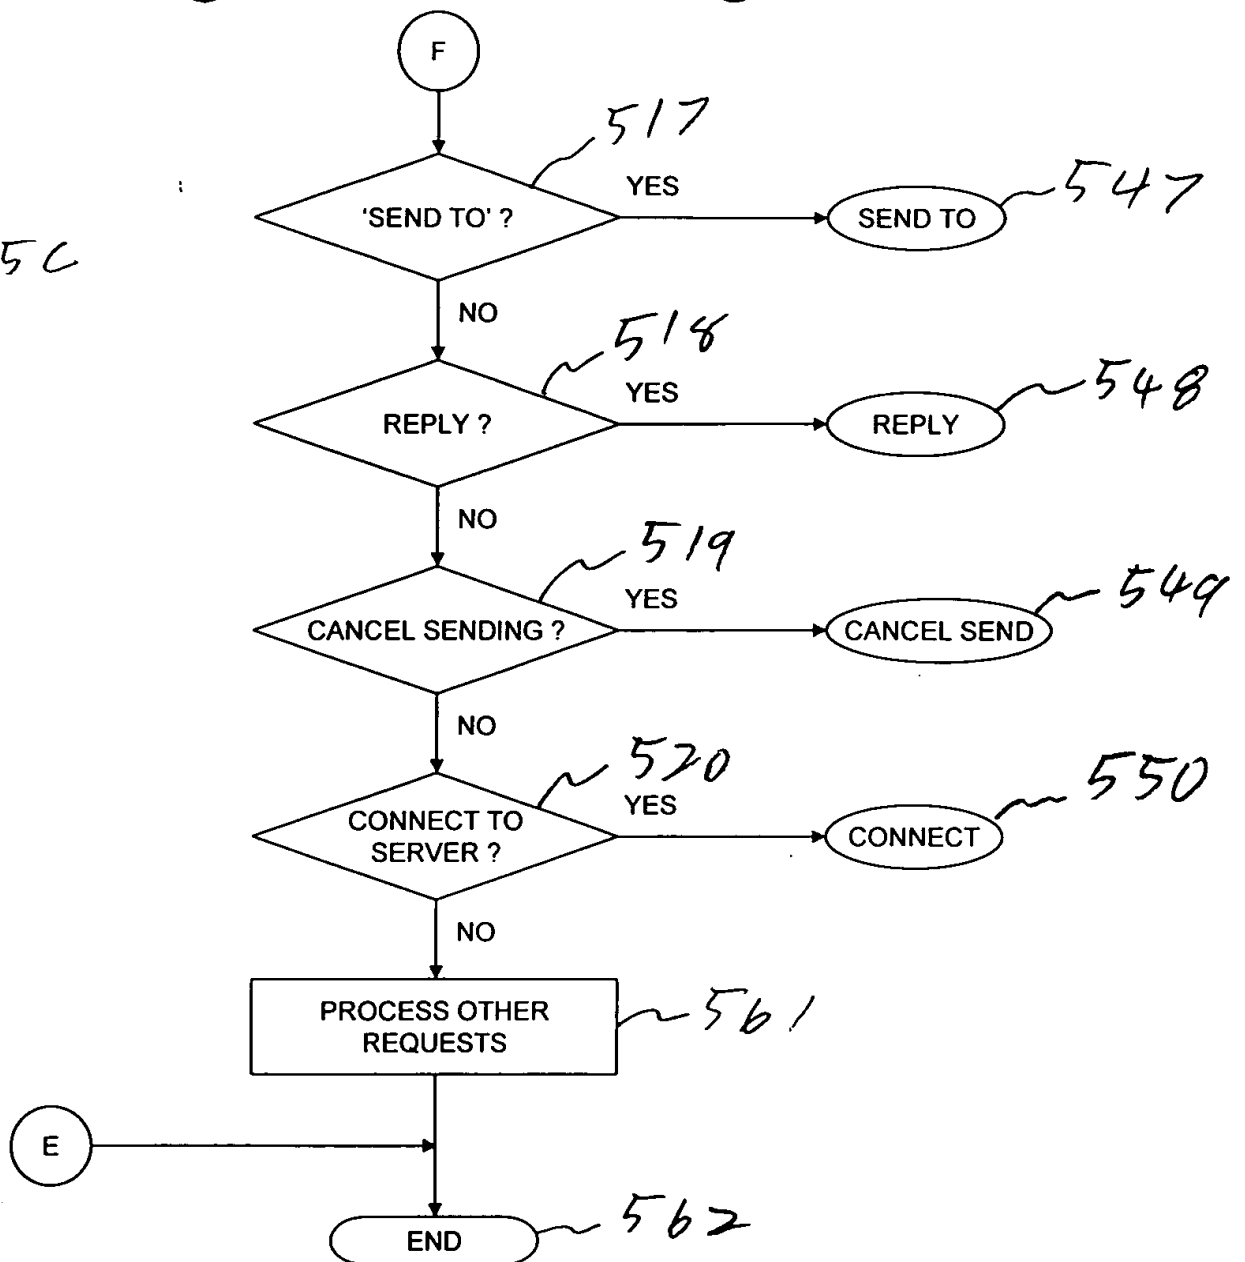 F
517
'SEND TO' ?
YES
SEND TO
547
5C
NO
518
REPLY ?
YES
REPLY
548
NO
519
CANCEL SENDING ?
YES
CANCEL SEND
549
NO
520
CONNECT TO
SERVER ?
YES
CONNECT
550
NO
PROCESS OTHER
REQUESTS
561
E
END
562